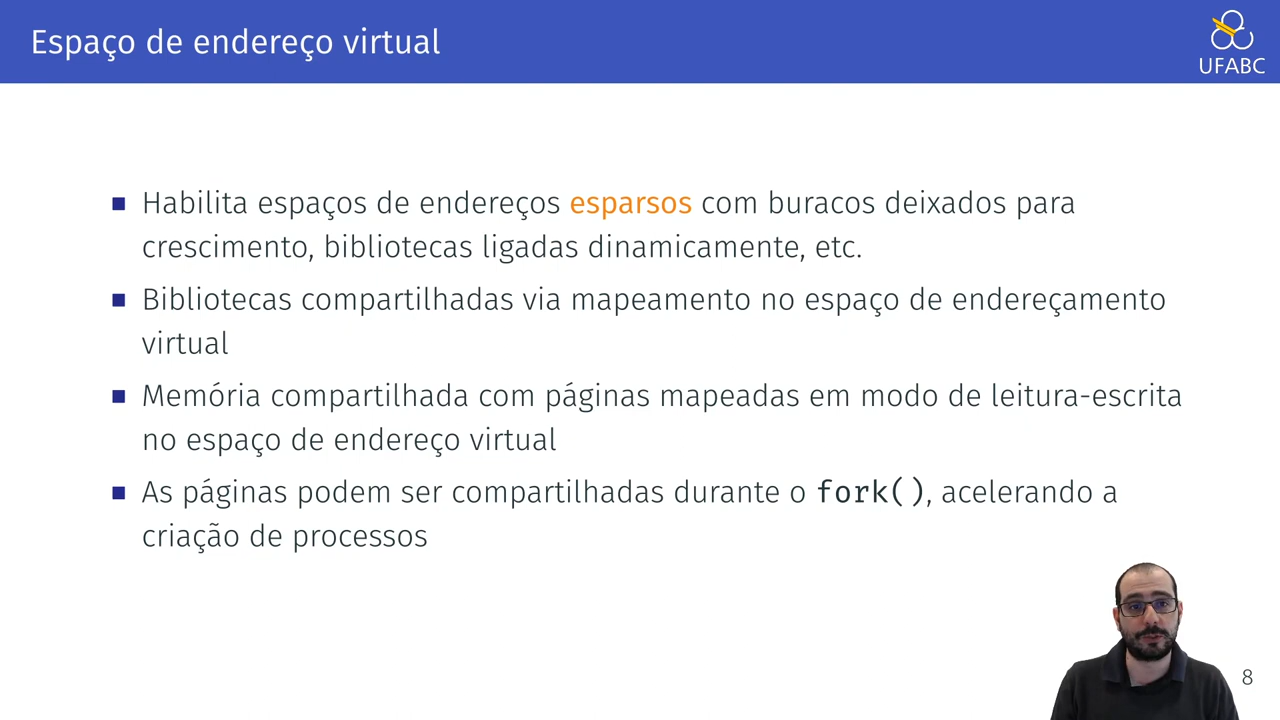 Espaço de endereço virtual
UFABC
■ Habilita espaços de endereços esparsos com buracos deixados para
crescimento, bibliotecas ligadas dinamicamente, etc.
■ Bibliotecas compartilhadas via mapeamento no espaço de endereçamento
virtual
■ Memória compartilhada com páginas mapeadas em modo de leitura-escrita
no espaço de endereço virtual
■ As páginas podem ser compartilhadas durante o fork(), acelerando a
criação de processos
8